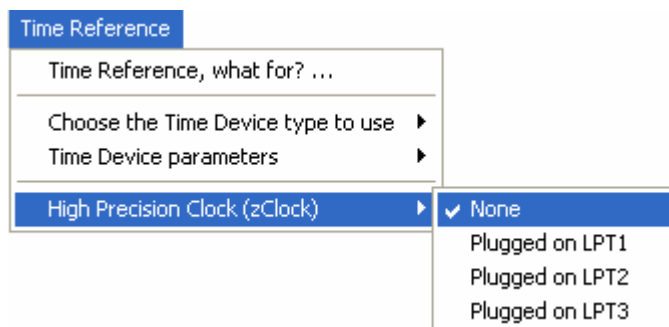 Time Reference
Time Reference, what for? ...
Choose the Time Device type to use
Time Device parameters
High Precision Clock (zClock)
None
Plugged on LPT1
Plugged on LPT2
Plugged on LPT3